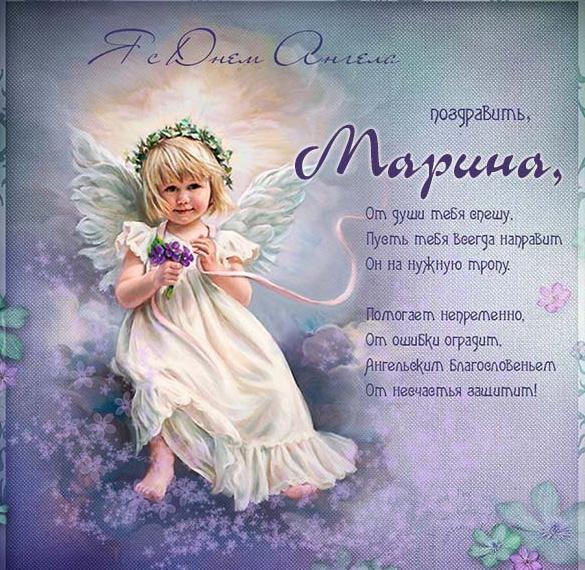 Я с Днем Ангела
поздравить,
Марина,
От души тебя спешу.
Пусть тебя всегда направит
Он на нужную тропу.
Помогает непременно,
От ошибки оградит,
Ангельским благословеньем
От несчастья защитит!